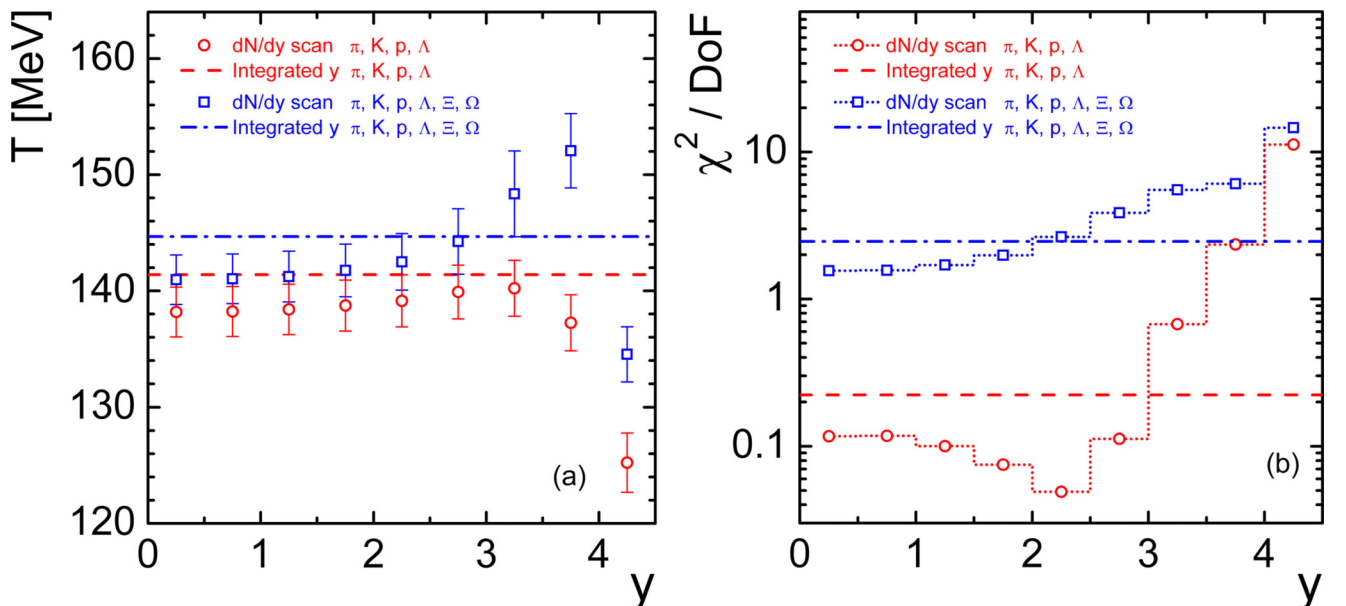 T [MeV]
160
150
140
130
120
dN/dy scan π, K, p, Λ
Integrated y π, K, p, Λ
dN/dy scan π, K, p, Λ, Ξ, Ω
Integrated y π, K, p, Λ, Ξ, Ω
(a)
0 1 2 3 4
y
χ² / DoF
10
1
0.1
dN/dy scan π, K, p, Λ
Integrated y π, K, p, Λ
dN/dy scan π, K, p, Λ, Ξ, Ω
Integrated y π, K, p, Λ, Ξ, Ω
(b)
0 1 2 3 4
y